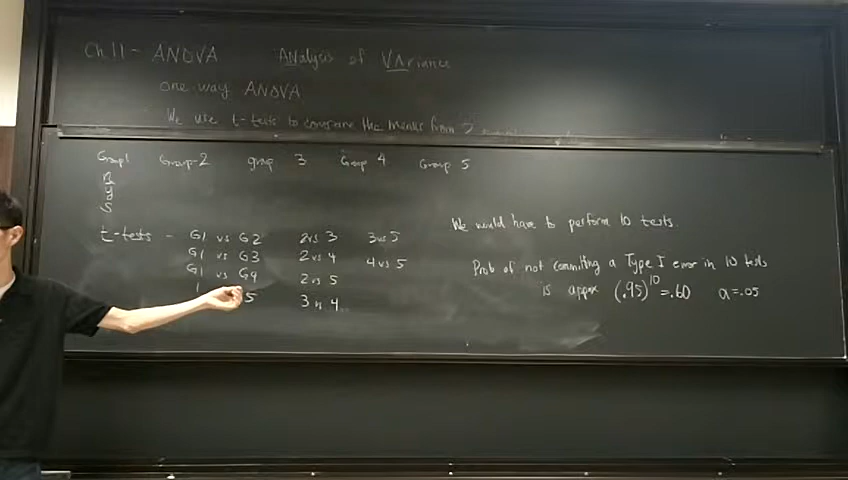 Ch 11 - ANOVA Analysis of VARiance
one-way ANOVA
We use t-tests to compare the means from 2
Group 1 Group-2 group 3 Group 4 Group 5
x̄
s
t-tests - G1 vs G2 2 vs 3 3 vs 5
G1 vs G3 2 vs 4 4 vs 5
G1 vs G4 2 vs 5
1 5 3 vs 4
We would have to perform 10 tests.
Prob of not commiting a Type I error in 10 tests
is appox (.95)^10 = .60 α = .05